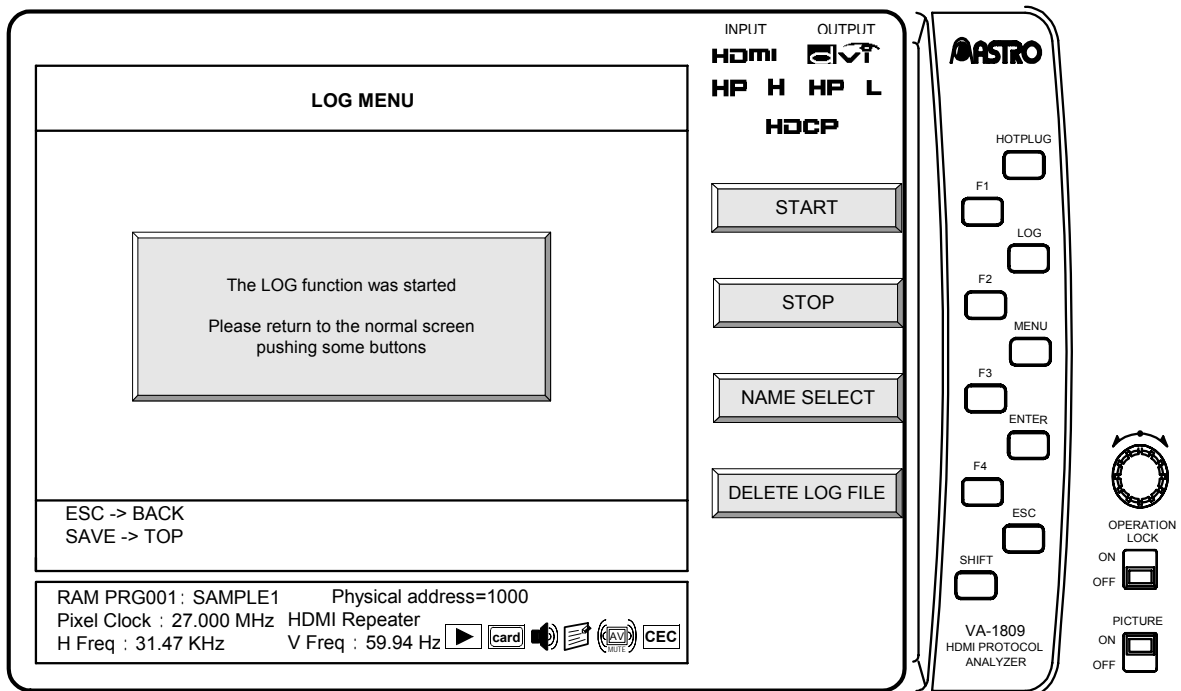 INPUT OUTPUT
HDMI DVI
HP H HP L
HDCP
LOG MENU
The LOG function was started
Please return to the normal screen
pushing some buttons
START
STOP
NAME SELECT
DELETE LOG FILE
ESC -> BACK
SAVE -> TOP
RAM PRG001 : SAMPLE1 Physical address=1000
Pixel Clock : 27.000 MHz HDMI Repeater
H Freq : 31.47 KHz V Freq : 59.94 Hz card AV MUTE CEC
ASTRO
HOTPLUG
F1
LOG
F2
MENU
F3
ENTER
F4
ESC
SHIFT
VA-1809
HDMI PROTOCOL
ANALYZER
OPERATION
LOCK
ON
OFF
PICTURE
ON
OFF